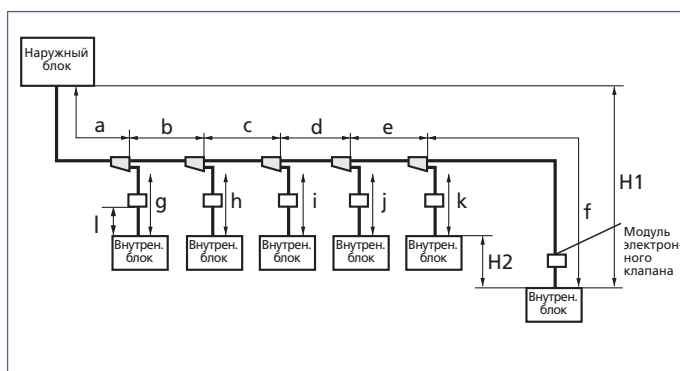 Наружный
блок
a
b
c
d
e
H1
g
h
i
j
k
f
l
Модуль
электрон-
ного
клапана
Внутрен.
блок
Внутрен.
блок
Внутрен.
блок
Внутрен.
блок
Внутрен.
блок
H2
Внутрен.
блок